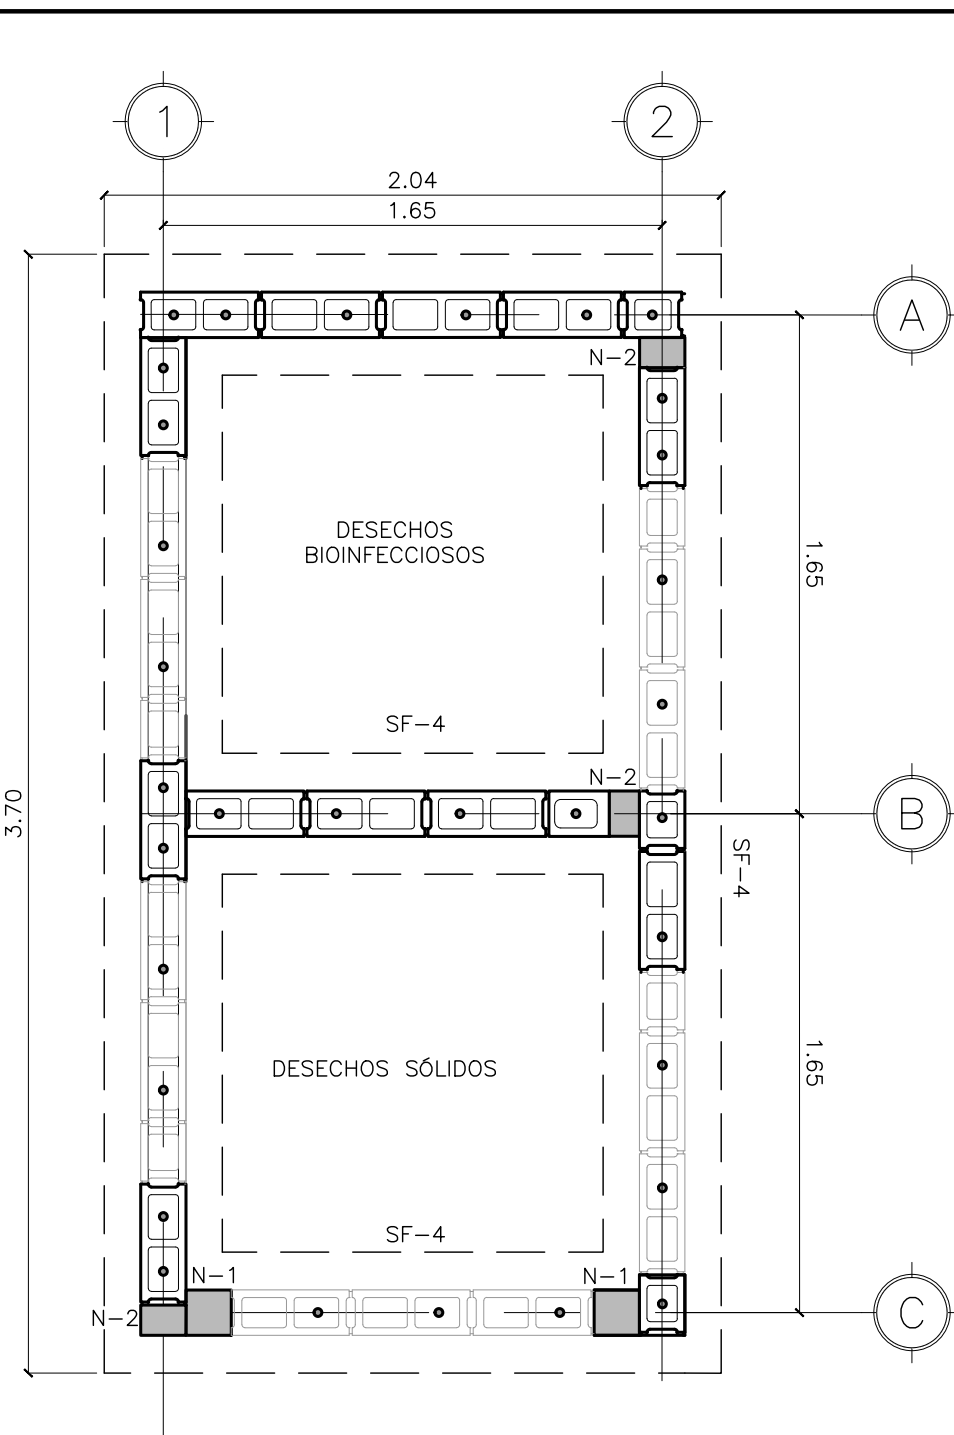 1
2
2.04
1.65
A
N-2
DESECHOS
BIOINFECCIOSOS
1.65
SF-4
N-2
3.70
B
SF-4
DESECHOS SÓLIDOS
1.65
SF-4
N-1
N-1
N-2
C